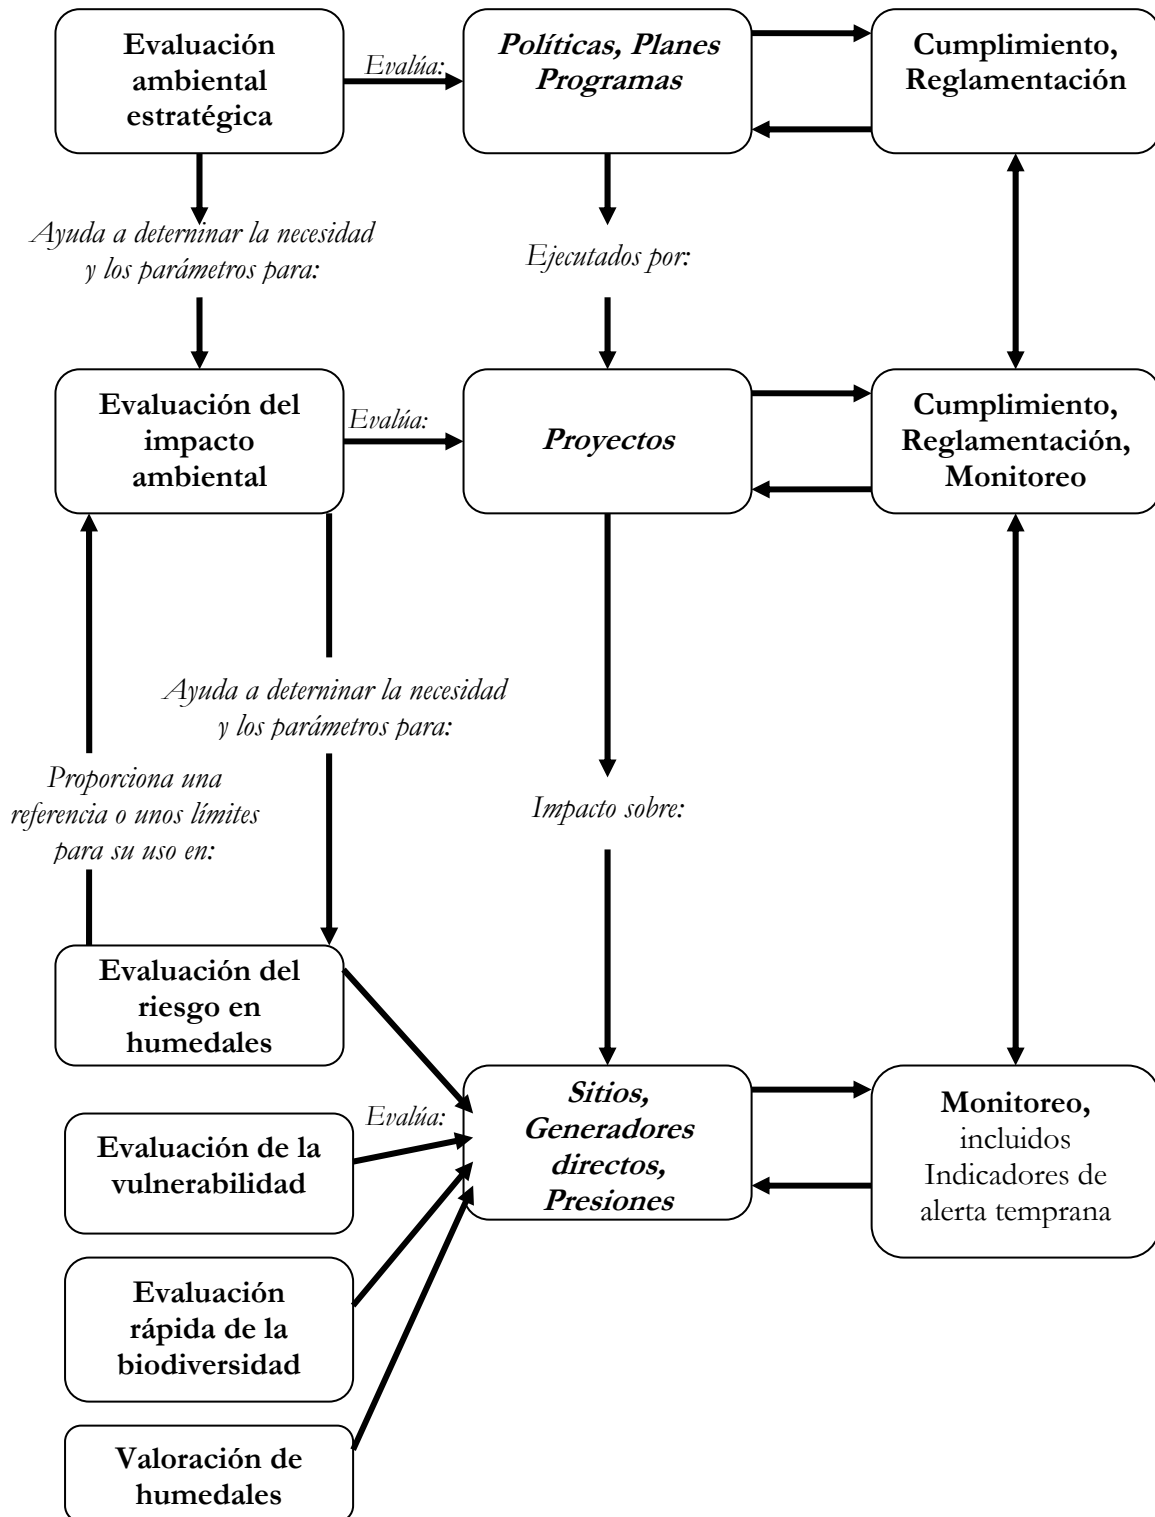 Evaluación
ambiental
estratégica
Evalúa:
Políticas, Planes
Programas
Cumplimiento,
Reglamentación
Ayuda a deterninar la necesidad
y los parámetros para:
Ejecutados por:
Evaluación del
impacto
ambiental
Evalúa:
Proyectos
Cumplimiento,
Reglamentación,
Monitoreo
Ayuda a deterninar la necesidad
y los parámetros para:
Proporciona una
referencia o unos límites
para su uso en:
Impacto sobre:
Evaluación del
riesgo en
humedales
Evalúa:
Sitios,
Generadores
directos,
Presiones
Monitoreo,
incluidos
Indicadores de
alerta temprana
Evaluación de la
vulnerabilidad
Evaluación
rápida de la
biodiversidad
Valoración de
humedales